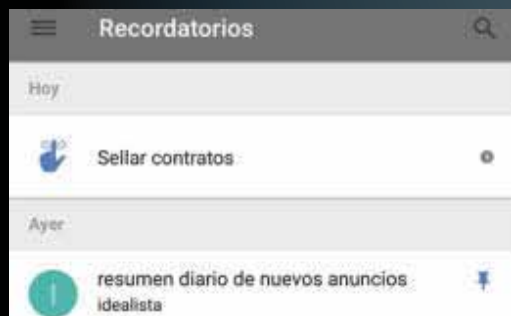 Recordatorios
Hoy
Sellar contratos
Ayer
resumen diario de nuevos anuncios
idealista